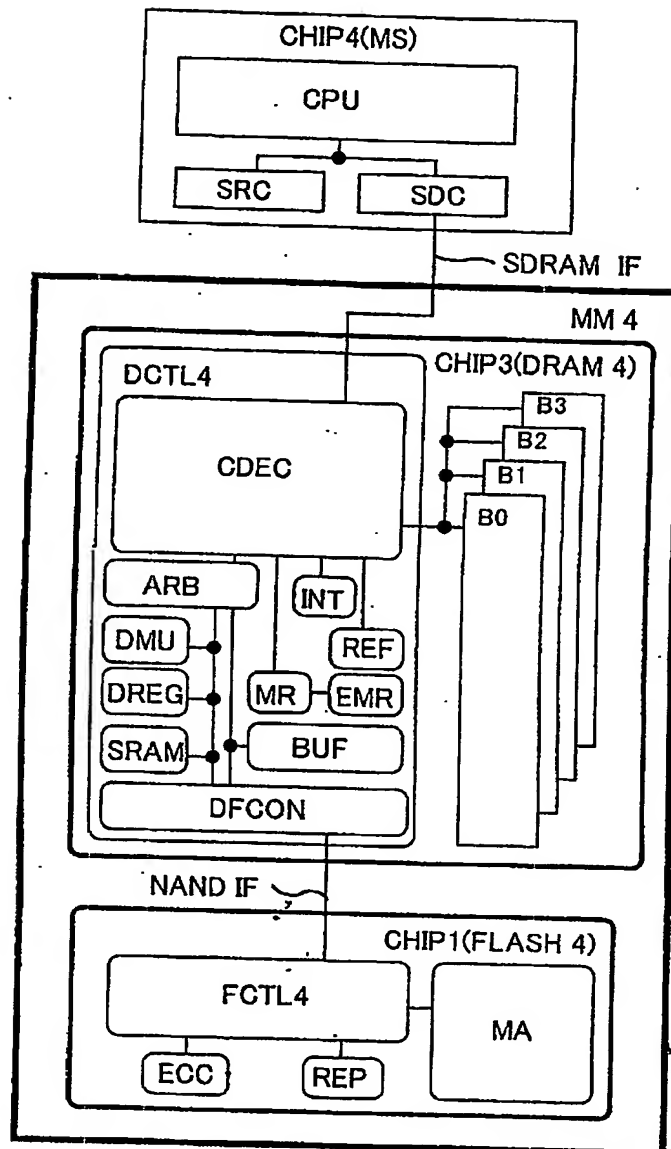 CHIP4(MS)
CPU
SRC
SDC
SDRAM IF
MM 4
CHIP3(DRAM 4)
DCTL4
CDEC
B3
B2
B1
B0
ARB
INT
DMU
REF
DREG
MR
EMR
SRAM
BUF
DFCON
NAND IF
CHIP1(FLASH 4)
FCTL4
MA
ECC
REP